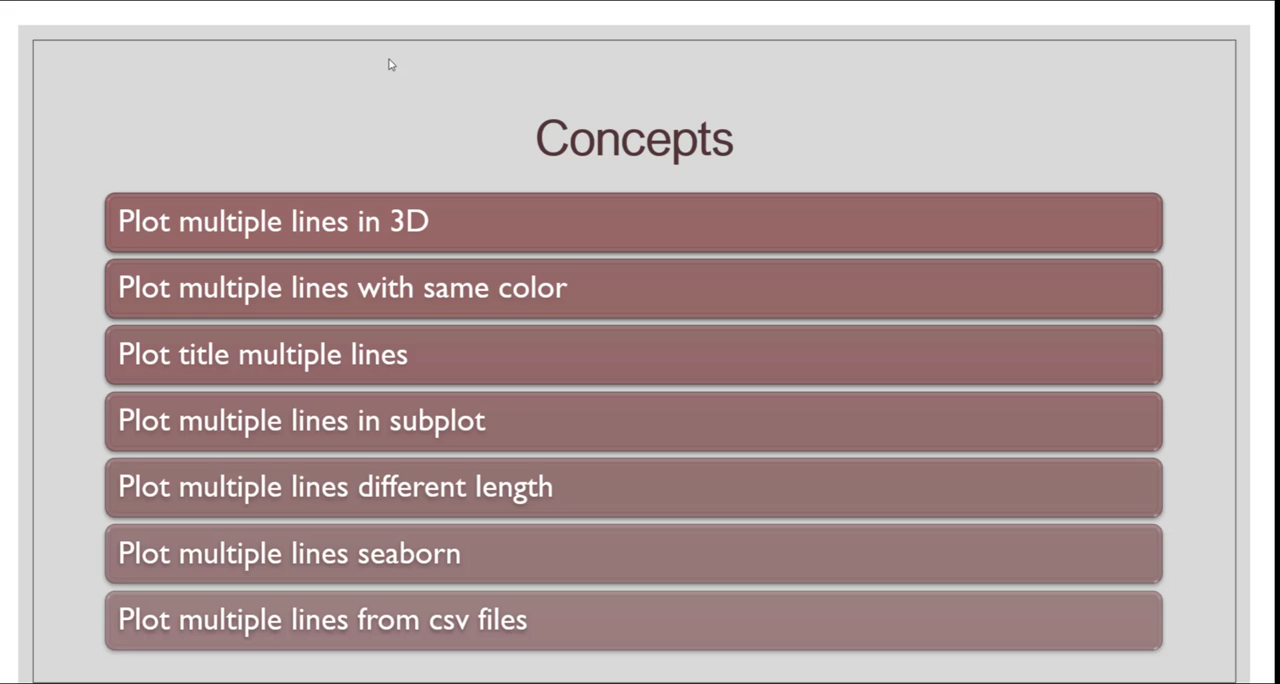 Concepts
Plot multiple lines in 3D
Plot multiple lines with same color
Plot title multiple lines
Plot multiple lines in subplot
Plot multiple lines different length
Plot multiple lines seaborn
Plot multiple lines from csv files